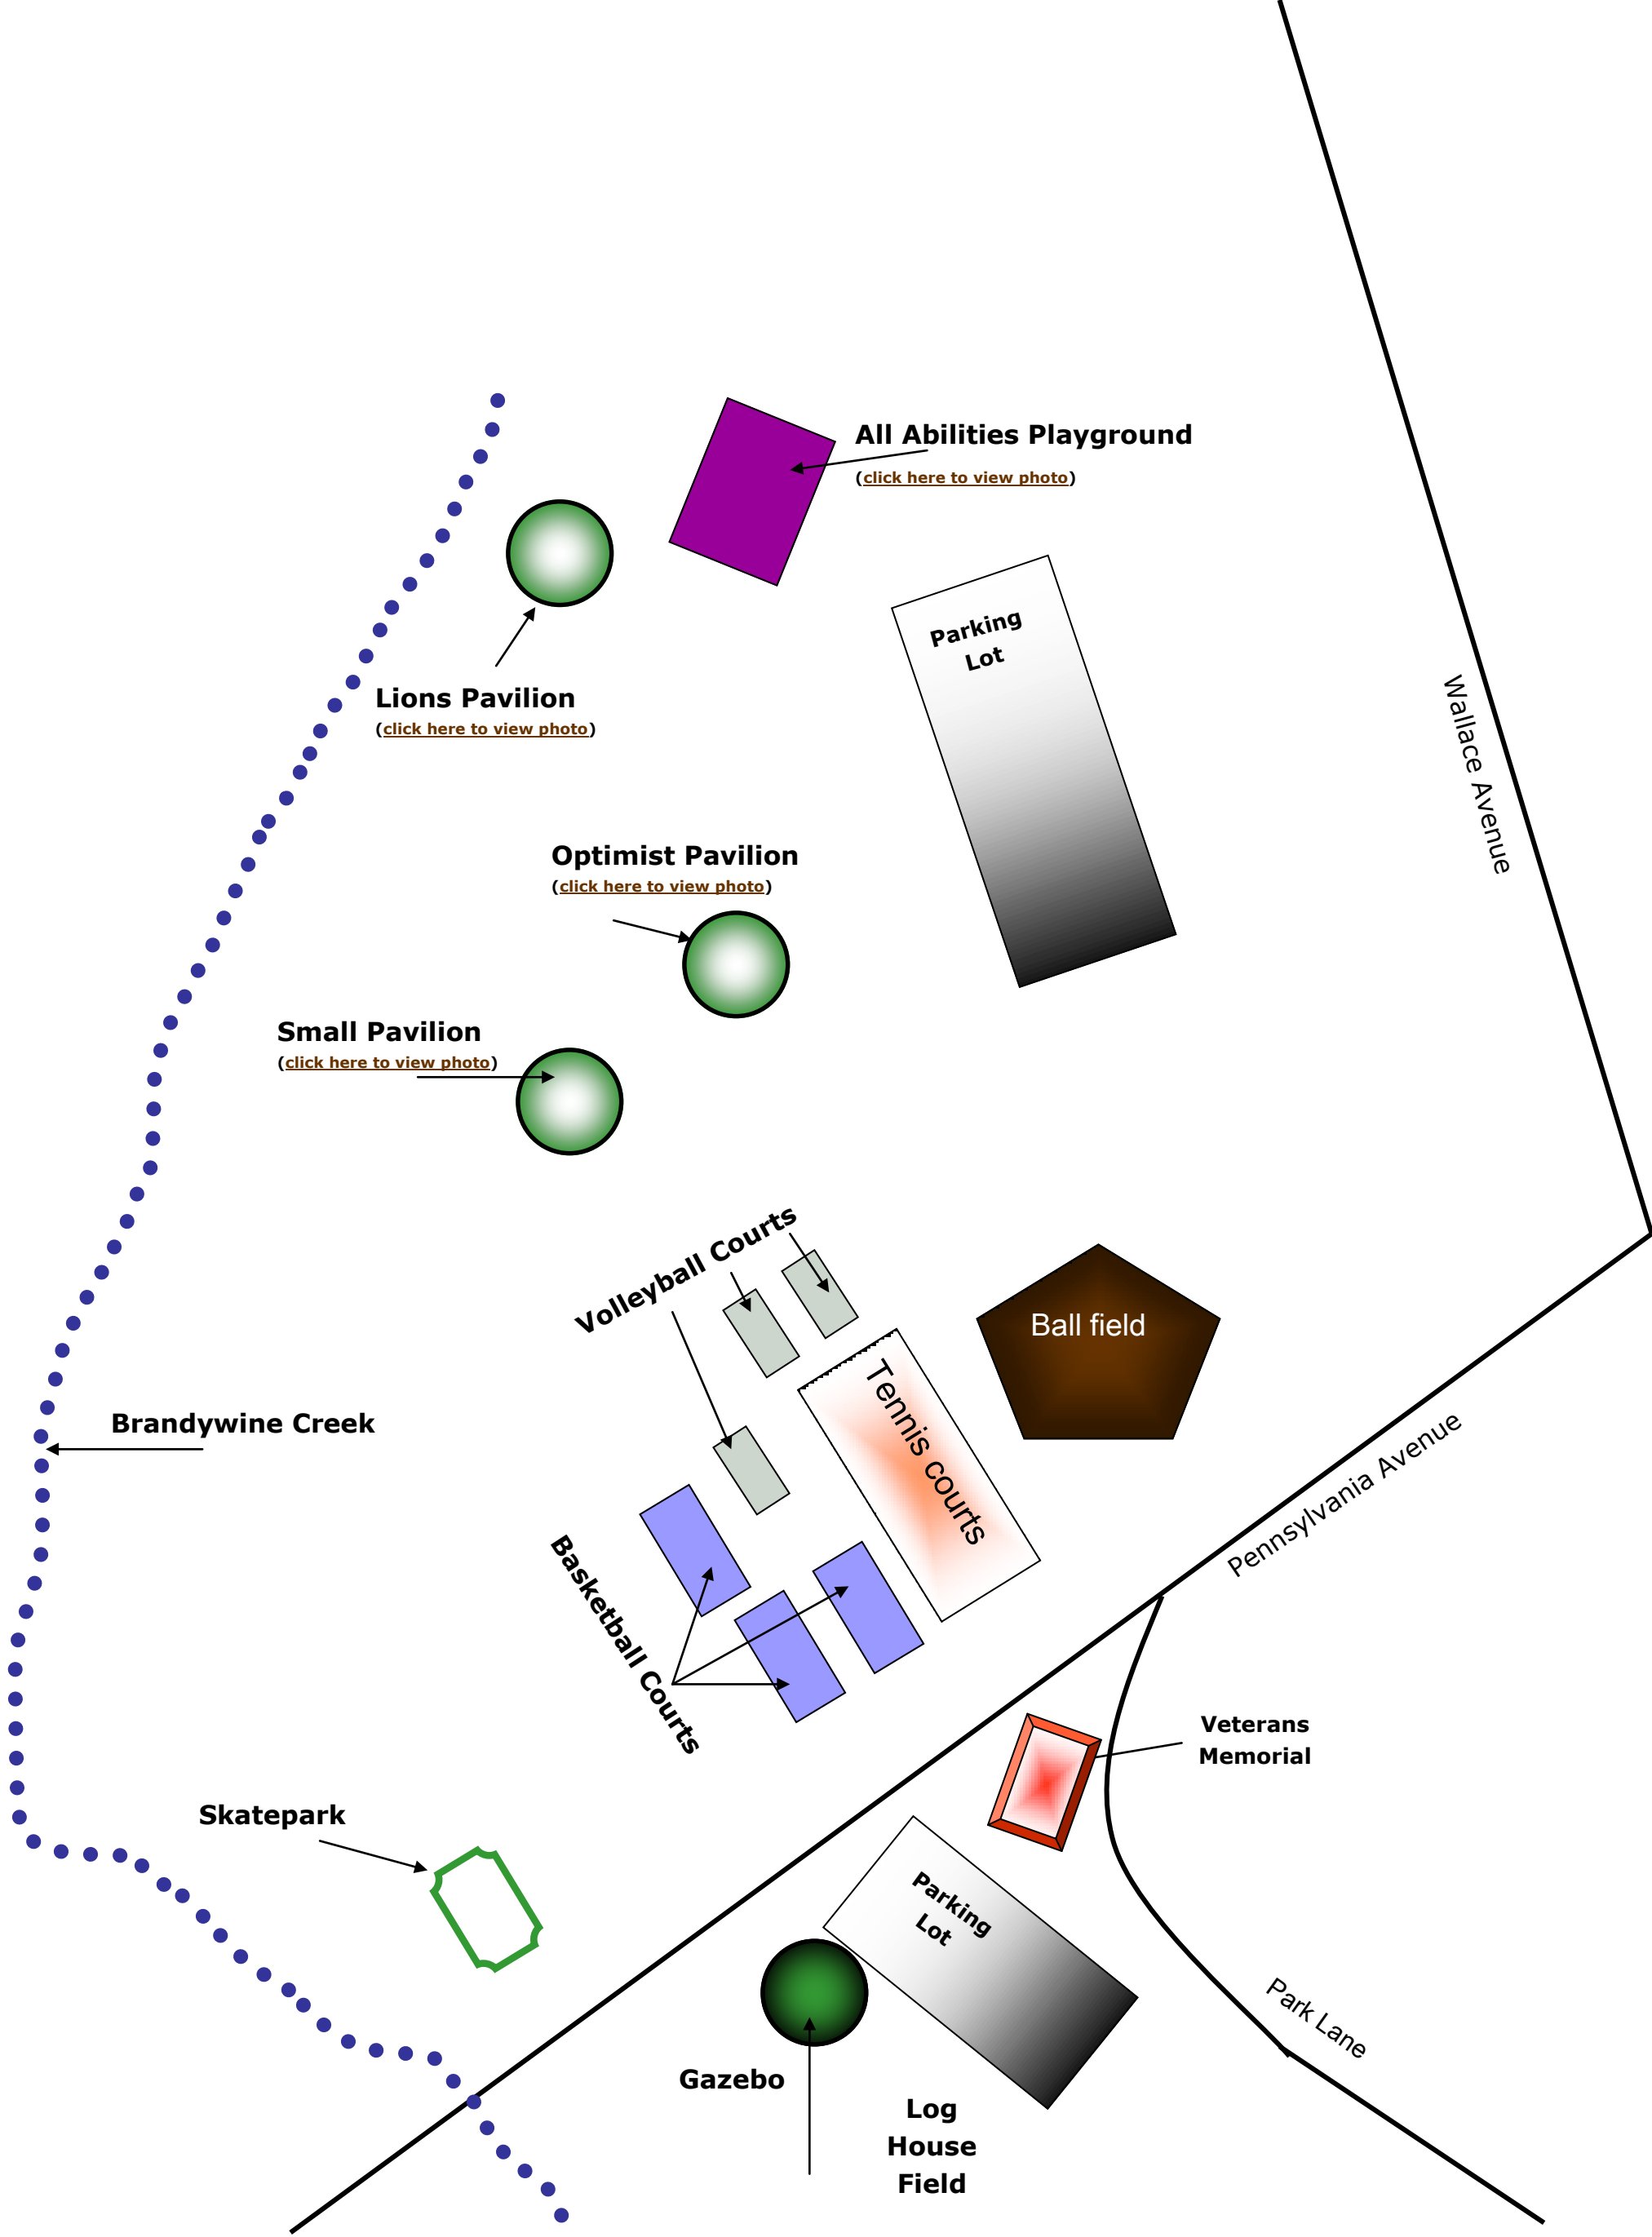 All Abilities Playground
(click here to view photo)
Parking
Lot
Lions Pavilion
(click here to view photo)
Wallace Avenue
Optimist Pavilion
(click here to view photo)
Small Pavilion
(click here to view photo)
Volleyball Courts
Ball field
Tennis courts
Brandywine Creek
Pennsylvania Avenue
Basketball Courts
Veterans
Memorial
Skatepark
Parking
Lot
Park Lane
Gazebo
Log
House
Field